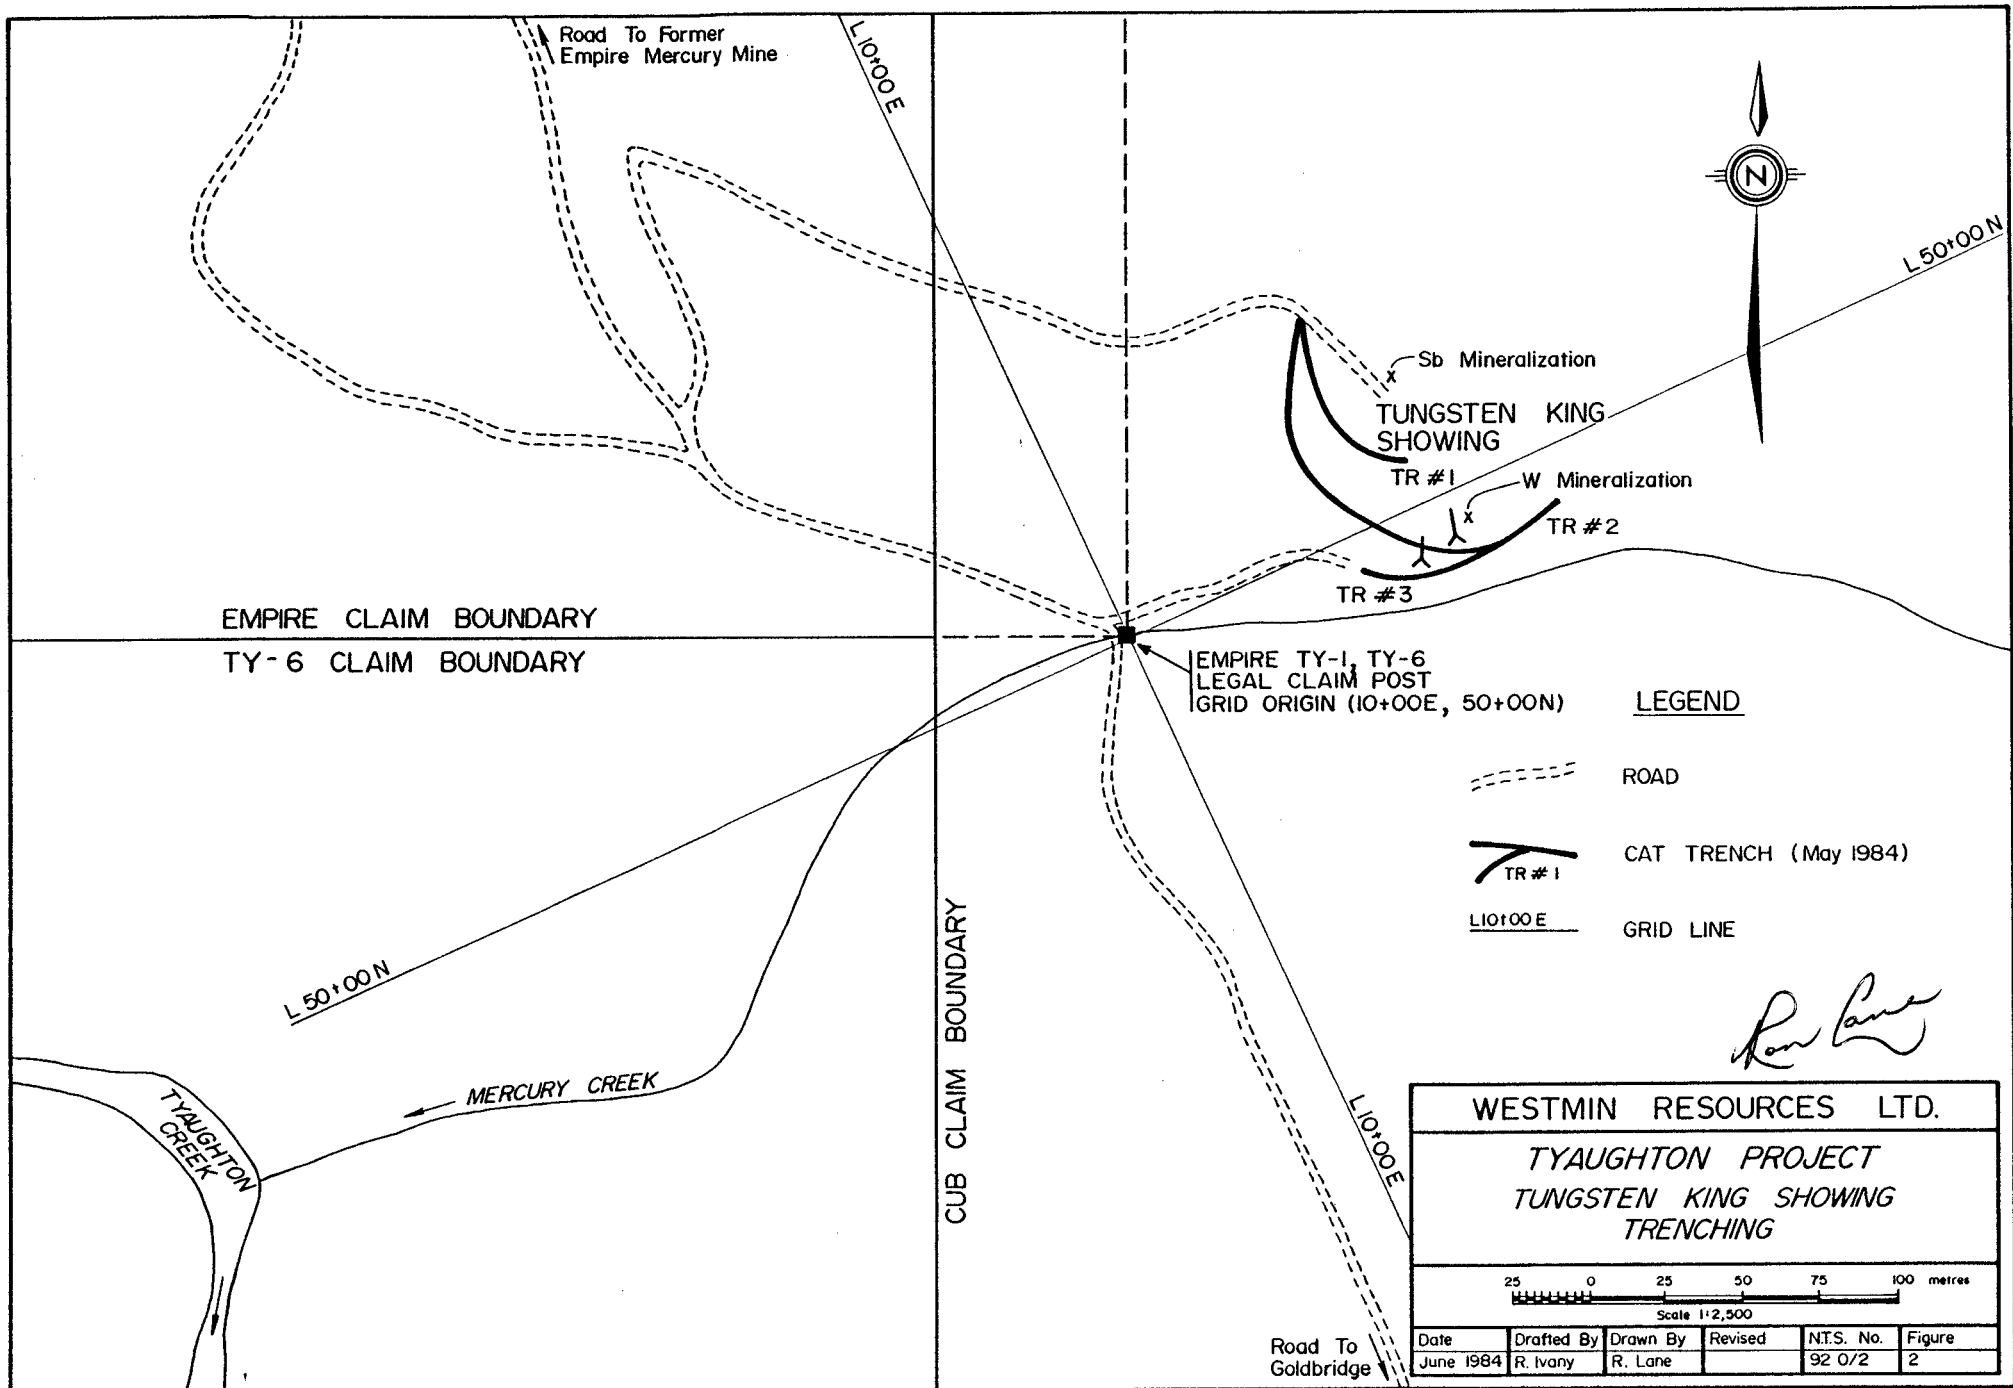 Road To Former
Empire Mercury Mine
L 10+00 E
N
L 50+00 N
Sb Mineralization
TUNGSTEN KING
SHOWING
TR #1
W Mineralization
TR #2
TR #3
EMPIRE CLAIM BOUNDARY
TY-6 CLAIM BOUNDARY
EMPIRE TY-1, TY-6
LEGAL CLAIM POST
GRID ORIGIN (10+00E, 50+00N)
LEGEND
ROAD
CAT TRENCH (May 1984)
TR #1
L10+00E
GRID LINE
L 50+00 N
CUB CLAIM BOUNDARY
MERCURY CREEK
TYAUGHTON
CREEK
L 10+00 E
Ron Lane
WESTMIN RESOURCES LTD.
TYAUGHTON PROJECT
TUNGSTEN KING SHOWING
TRENCHING
25 0 25 50 75 100 metres
Scale 1:2,500
Date Drafted By Drawn By Revised N.T.S. No. Figure
June 1984 R. Ivany R. Lane 92 O/2 2
Road To
Goldbridge